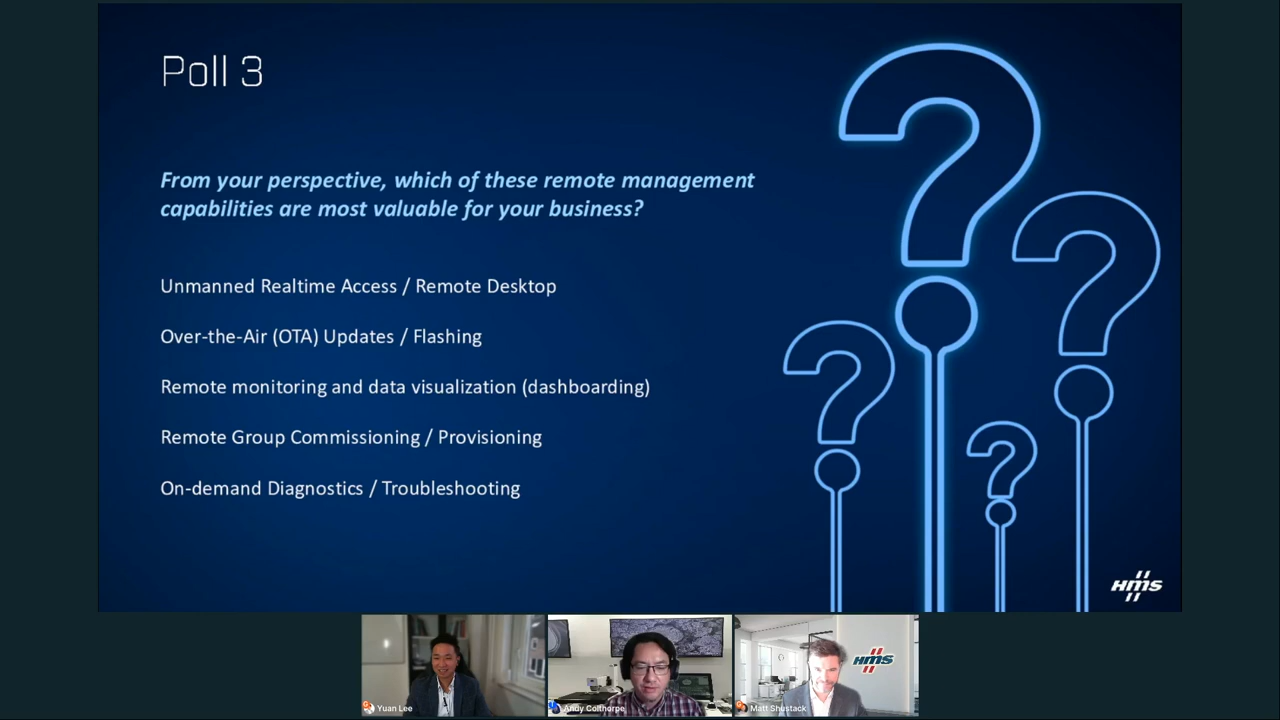 Poll 3
From your perspective, which of these remote management
capabilities are most valuable for your business?
Unmanned Realtime Access / Remote Desktop
Over-the-Air (OTA) Updates / Flashing
Remote monitoring and data visualization (dashboarding)
Remote Group Commissioning / Provisioning
On-demand Diagnostics / Troubleshooting
HMS
HMS
Yuan Lee
Andy Colthorpe
Matt Shustack